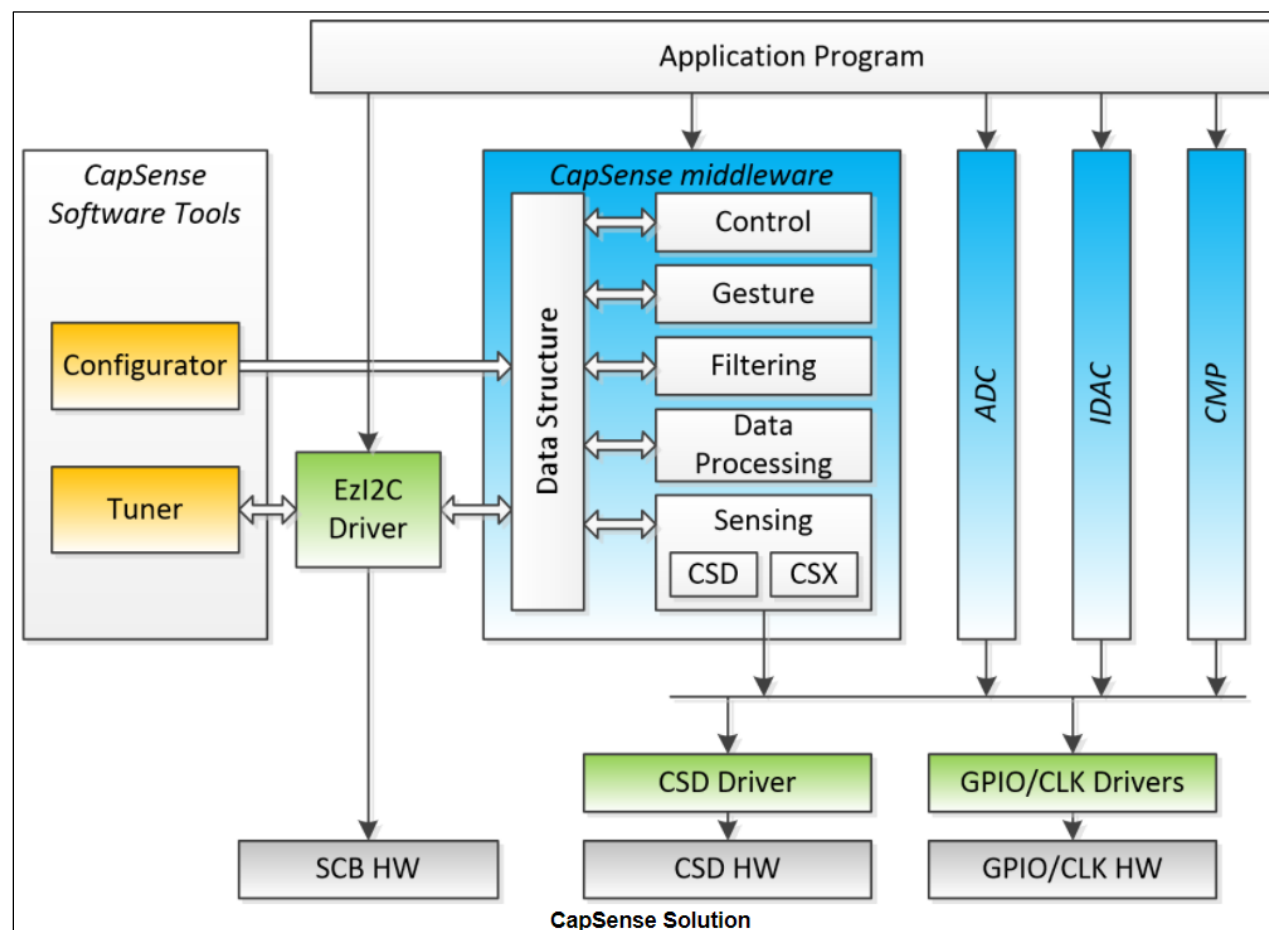 Application Program
CapSense
Software Tools
Configurator
Tuner
EzI2C
Driver
CapSense middleware
Data Structure
Control
Gesture
Filtering
Data
Processing
Sensing
CSD
CSX
ADC
IDAC
CMP
CSD Driver
GPIO/CLK Drivers
SCB HW
CSD HW
GPIO/CLK HW
CapSense Solution